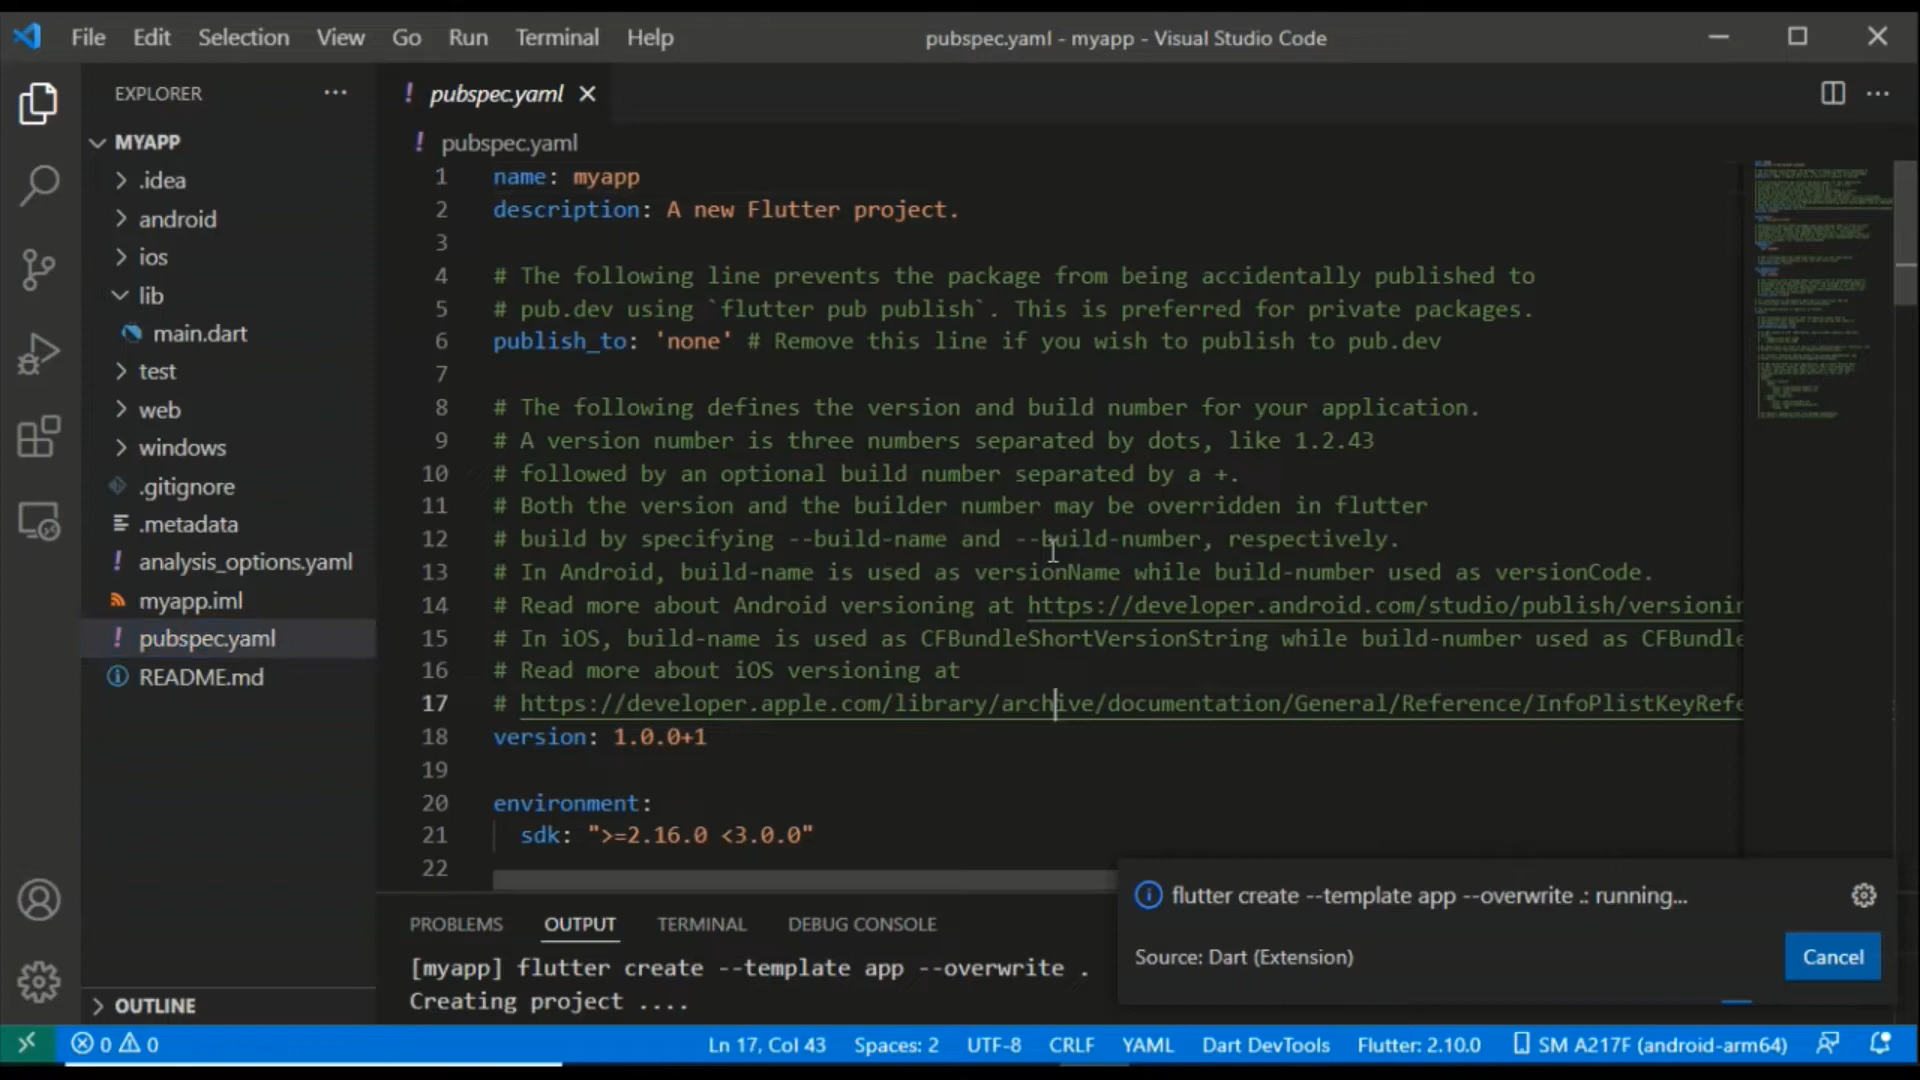 File Edit Selection View Go Run Terminal Help pubspec.yaml - myapp - Visual Studio Code
EXPLORER
MYAPP
.idea
android
ios
lib
main.dart
test
web
windows
.gitignore
.metadata
analysis_options.yaml
myapp.iml
pubspec.yaml
README.md
OUTLINE
! pubspec.yaml
! pubspec.yaml
1 name: myapp
2 description: A new Flutter project.
3
4 # The following line prevents the package from being accidentally published to
5 # pub.dev using `flutter pub publish`. This is preferred for private packages.
6 publish_to: 'none' # Remove this line if you wish to publish to pub.dev
7
8 # The following defines the version and build number for your application.
9 # A version number is three numbers separated by dots, like 1.2.43
10 # followed by an optional build number separated by a +.
11 # Both the version and the builder number may be overridden in flutter
12 # build by specifying --build-name and --build-number, respectively.
13 # In Android, build-name is used as versionName while build-number used as versionCode.
14 # Read more about Android versioning at https://developer.android.com/studio/publish/versionin
15 # In iOS, build-name is used as CFBundleShortVersionString while build-number used as CFBundle
16 # Read more about iOS versioning at
17 # https://developer.apple.com/library/archive/documentation/General/Reference/InfoPlistKeyRefe
18 version: 1.0.0+1
19
20 environment:
21 sdk: ">=2.16.0 <3.0.0"
22
PROBLEMS OUTPUT TERMINAL DEBUG CONSOLE
[myapp] flutter create --template app --overwrite .
Creating project ....
flutter create --template app --overwrite .: running...
Source: Dart (Extension)
Cancel
0 0 Ln 17, Col 43 Spaces: 2 UTF-8 CRLF YAML Dart DevTools Flutter: 2.10.0 SM A217F (android-arm64)